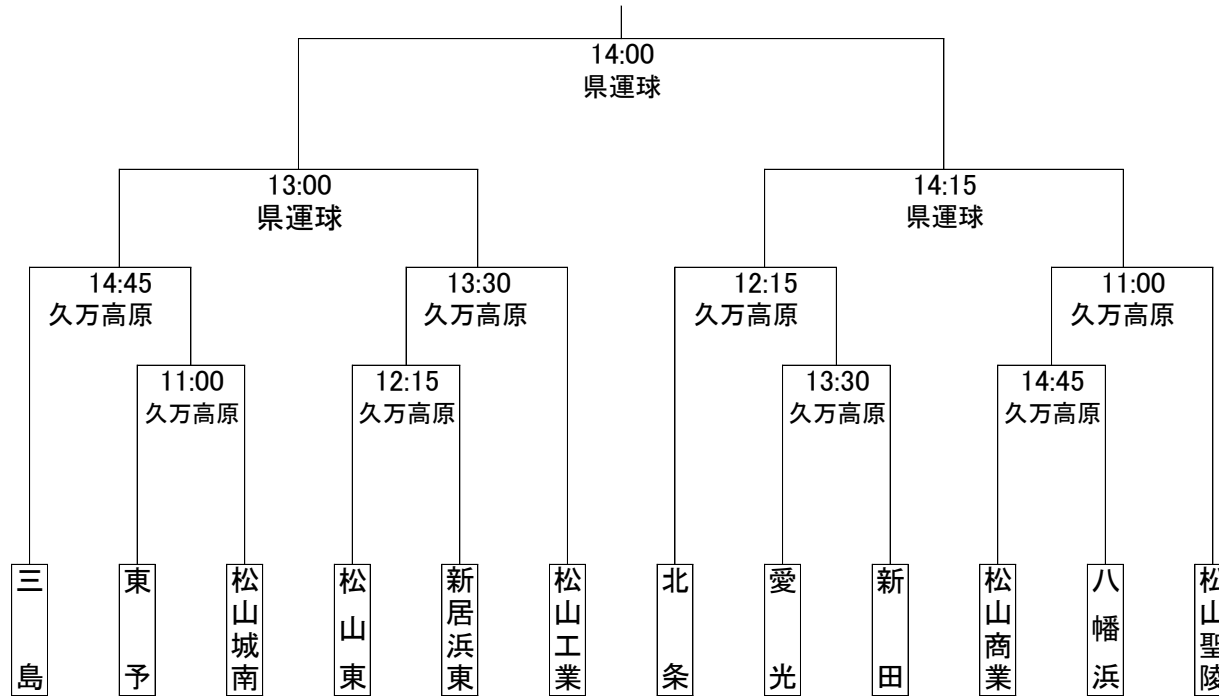 14:00
県運球
13:00
県運球
14:15
県運球
14:45
久万高原
13:30
久万高原
12:15
久万高原
11:00
久万高原
11:00
久万高原
12:15
久万高原
13:30
久万高原
14:45
久万高原
三島
東予
松山城南
松山東
新居浜東
松山工業
北条
愛光
新田
松山商業
八幡浜
松山聖陵